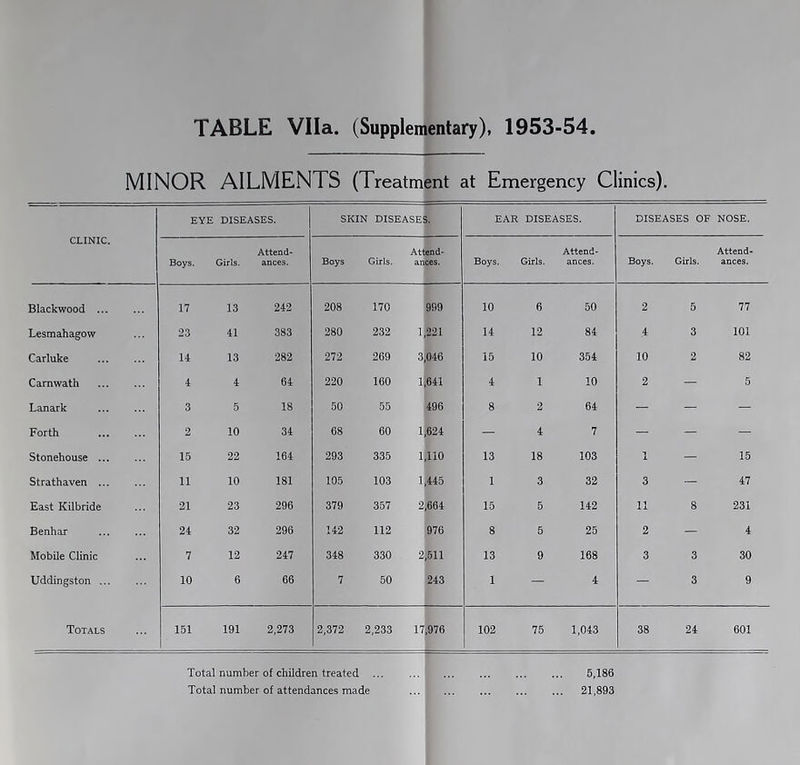 TABLE VIIa. (Supplementary), 1953-54.
MINOR AILMENTS (Treatment at Emergency Clinics).
CLINIC. EYE DISEASES. SKIN DISEASES. EAR DISEASES. DISEASES OF NOSE.
Boys. Girls. Attend-ances. Boys Girls. Attend-ances. Boys. Girls. Attend-ances. Boys. Girls. Attend-ances.
Blackwood ... ... 17 13 242 208 170 999 10 6 50 2 5 77
Lesmahagow ... 23 41 383 280 232 1,221 14 12 84 4 3 101
Carluke ... ... 14 13 282 272 269 3,046 15 10 354 10 2 82
Carnwath ... ... 4 4 64 220 160 1,641 4 1 10 2 — 5
Lanark ... ... 3 5 18 50 55 496 8 2 64 — — —
Forth ... ... 2 10 34 68 60 1,624 — 4 7 — — —
Stonehouse ... ... 15 22 164 293 335 1,110 13 18 103 1 — 15
Strathaven ... ... 11 10 181 105 103 1,445 1 3 32 3 — 47
East Kilbride ... 21 23 296 379 357 2,664 15 5 142 11 8 231
Benhar ... ... 24 32 296 142 112 976 8 5 25 2 — 4
Mobile Clinic ... 7 12 247 348 330 2,511 13 9 168 3 3 30
Uddingston ... ... 10 6 66 7 50 243 1 — 4 — 3 9
TOTALS ... 151 191 2,273 2,372 2,233 17,976 102 75 1,043 38 24 601
Total number of children treated ... ... ... ... ... ... 5,186
Total number of attendances made ... ... ... ... ... 21,893